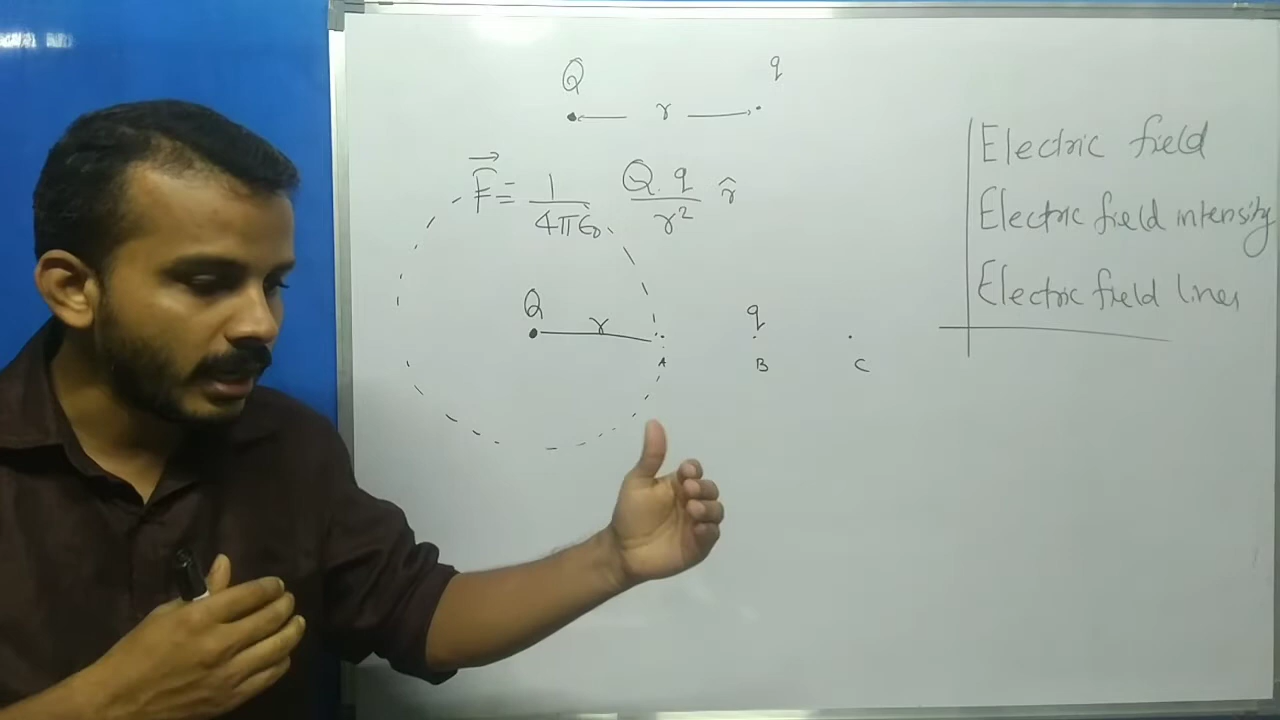 Q q
r
F⃗ = 1/4πε₀ Q.q/r² r̂
Q r q
A B C
Electric field
Electric field intensity
Electric field lines